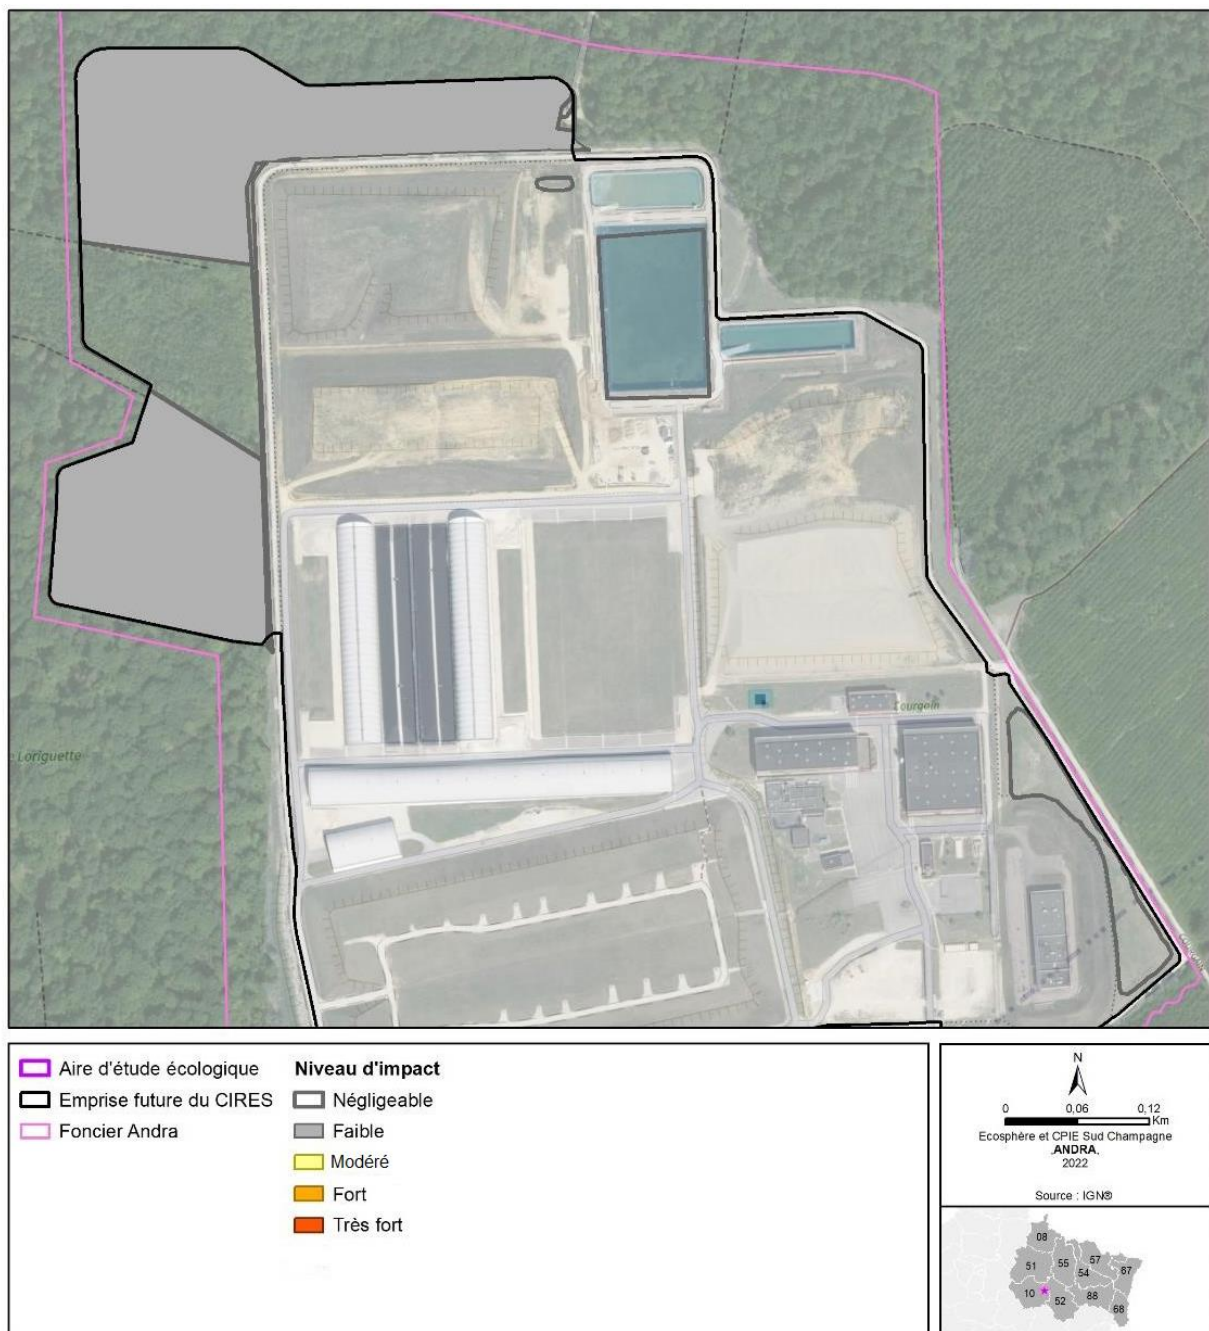 Courgoin
Loriguette
Aire d'étude écologique
Emprise future du CIRES
Foncier Andra
Niveau d'impact
Négligeable
Faible
Modéré
Fort
Très fort
N
0 0,06 0,12
Km
Ecosphère et CPIE Sud Champagne
ANDRA
2022
Source : IGN®
08
51 55 57 67
54
10 52 88 68